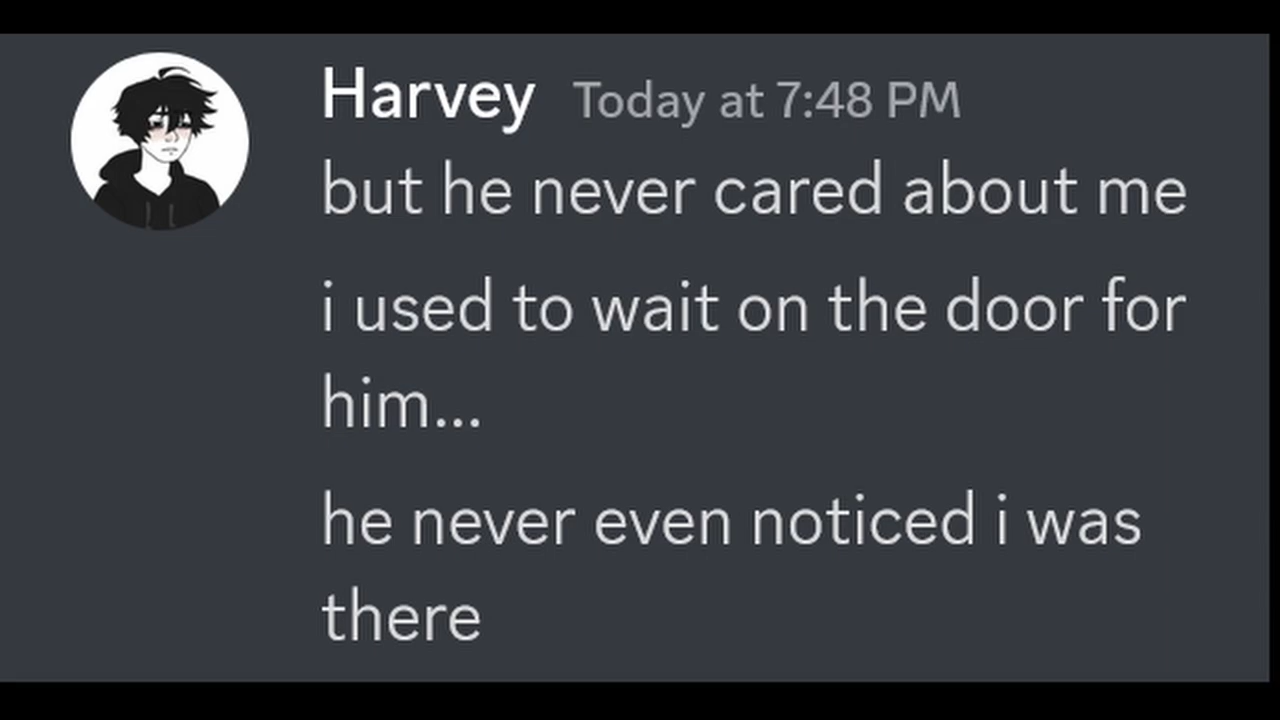 Harvey Today at 7:48 PM
but he never cared about me
i used to wait on the door for
him...
he never even noticed i was
there